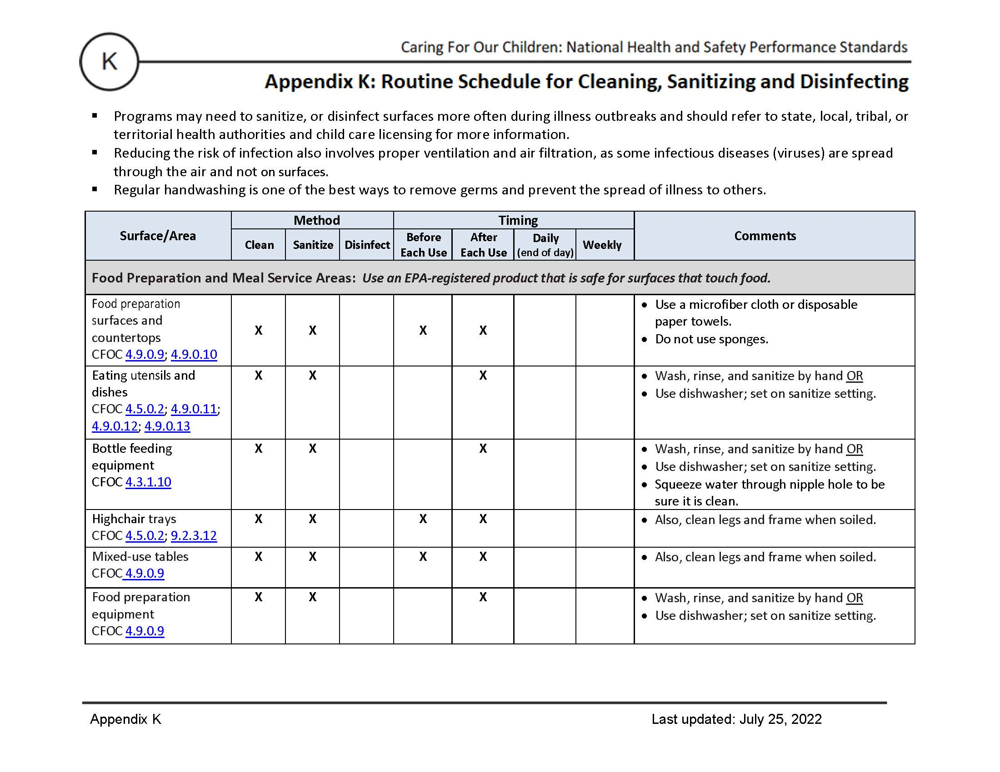 K
Caring For Our Children: National Health and Safety Performance Standards
Appendix K: Routine Schedule for Cleaning, Sanitizing and Disinfecting
▪ Programs may need to sanitize, or disinfect surfaces more often during illness outbreaks and should refer to state, local, tribal, or
territorial health authorities and child care licensing for more information.
▪ Reducing the risk of infection also involves proper ventilation and air filtration, as some infectious diseases (viruses) are spread
through the air and not on surfaces.
▪ Regular handwashing is one of the best ways to remove germs and prevent the spread of illness to others.
Surface/Area
Method
Timing
Comments
Clean
Sanitize
Disinfect
Before
Each Use
After
Each Use
Daily
(end of day)
Weekly
Food Preparation and Meal Service Areas: Use an EPA-registered product that is safe for surfaces that touch food.
Food preparation
surfaces and
countertops
CFOC 4.9.0.9; 4.9.0.10
X X X X
• Use a microfiber cloth or disposable
paper towels.
• Do not use sponges.
Eating utensils and
dishes
CFOC 4.5.0.2; 4.9.0.11;
4.9.0.12; 4.9.0.13
X X X
• Wash, rinse, and sanitize by hand OR
• Use dishwasher; set on sanitize setting.
Bottle feeding
equipment
CFOC 4.3.1.10
X X X
• Wash, rinse, and sanitize by hand OR
• Use dishwasher; set on sanitize setting.
• Squeeze water through nipple hole to be
sure it is clean.
Highchair trays
CFOC 4.5.0.2; 9.2.3.12
X X X X
• Also, clean legs and frame when soiled.
Mixed-use tables
CFOC 4.9.0.9
X X X X
• Also, clean legs and frame when soiled.
Food preparation
equipment
CFOC 4.9.0.9
X X X
• Wash, rinse, and sanitize by hand OR
• Use dishwasher; set on sanitize setting.
Appendix K
Last updated: July 25, 2022